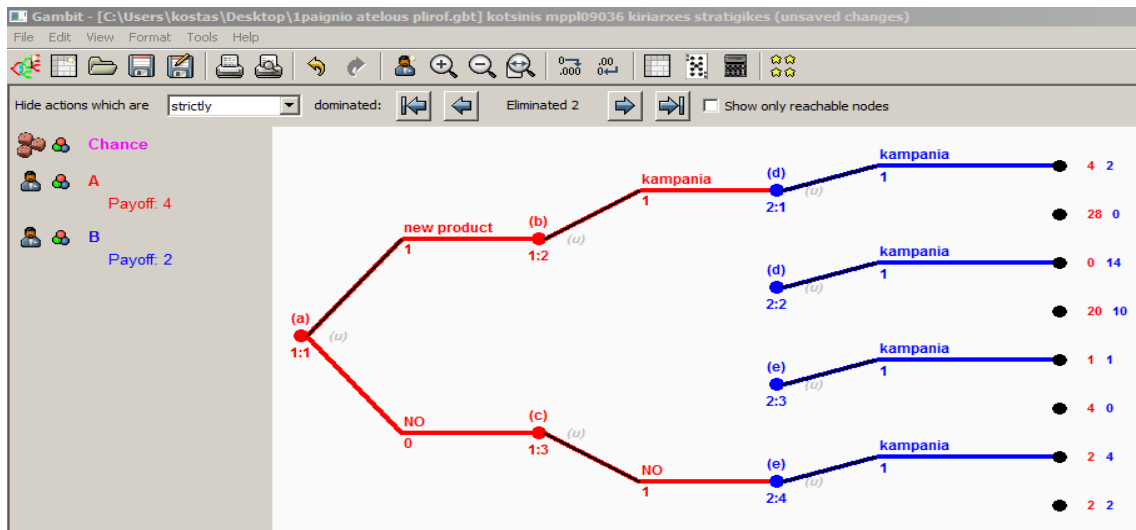 Gambit - [C:\Users\kostas\Desktop\1paignio atelous plirof.gbt] kotsinis mppl09036 kiriarxes stratigikes (unsaved changes)
File Edit View Format Tools Help
0→ .000 .00 0←
Hide actions which are strictly dominated: Eliminated 2 Show only reachable nodes
Chance
A
Payoff: 4
B
Payoff: 2
kampania
(d) 1 4 2
kampania
1 (u)
2:1 28 0
new product (b)
1 (u) kampania
1:2 (d) 1 0 14
(u)
2:2 20 10
(a)
(u)
1:1 kampania
(e) 1 1 1
(u)
2:3 4 0
NO (c)
0 (u) kampania
1:3 NO (e) 1 2 4
1 (u)
2:4 2 2